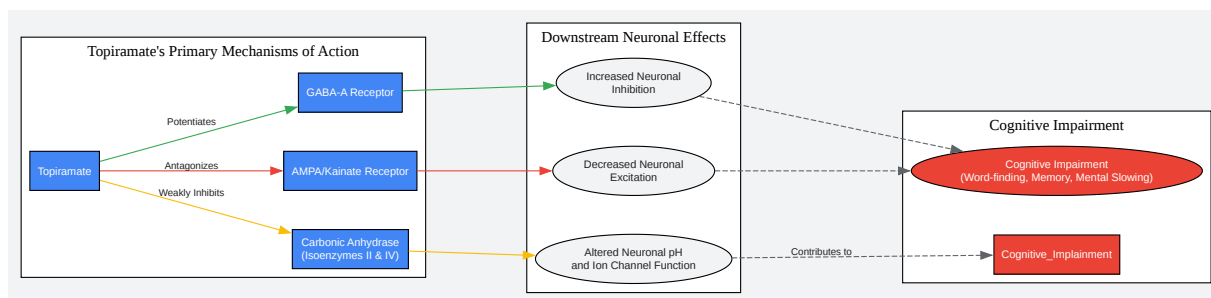 Topiramate's Primary Mechanisms of Action
Topiramate
Potentiates
Antagonizes
Weakly Inhibits
GABA-A Receptor
AMPA/Kainate Receptor
Carbonic Anhydrase
(Isoenzymes II & IV)
Downstream Neuronal Effects
Increased Neuronal
Inhibition
Decreased Neuronal
Excitation
Altered Neuronal pH
and Ion Channel Function
Contributes to
Cognitive Impairment
Cognitive Impairment
(Word-finding, Memory, Mental Slowing)
Cognitive_Implainment